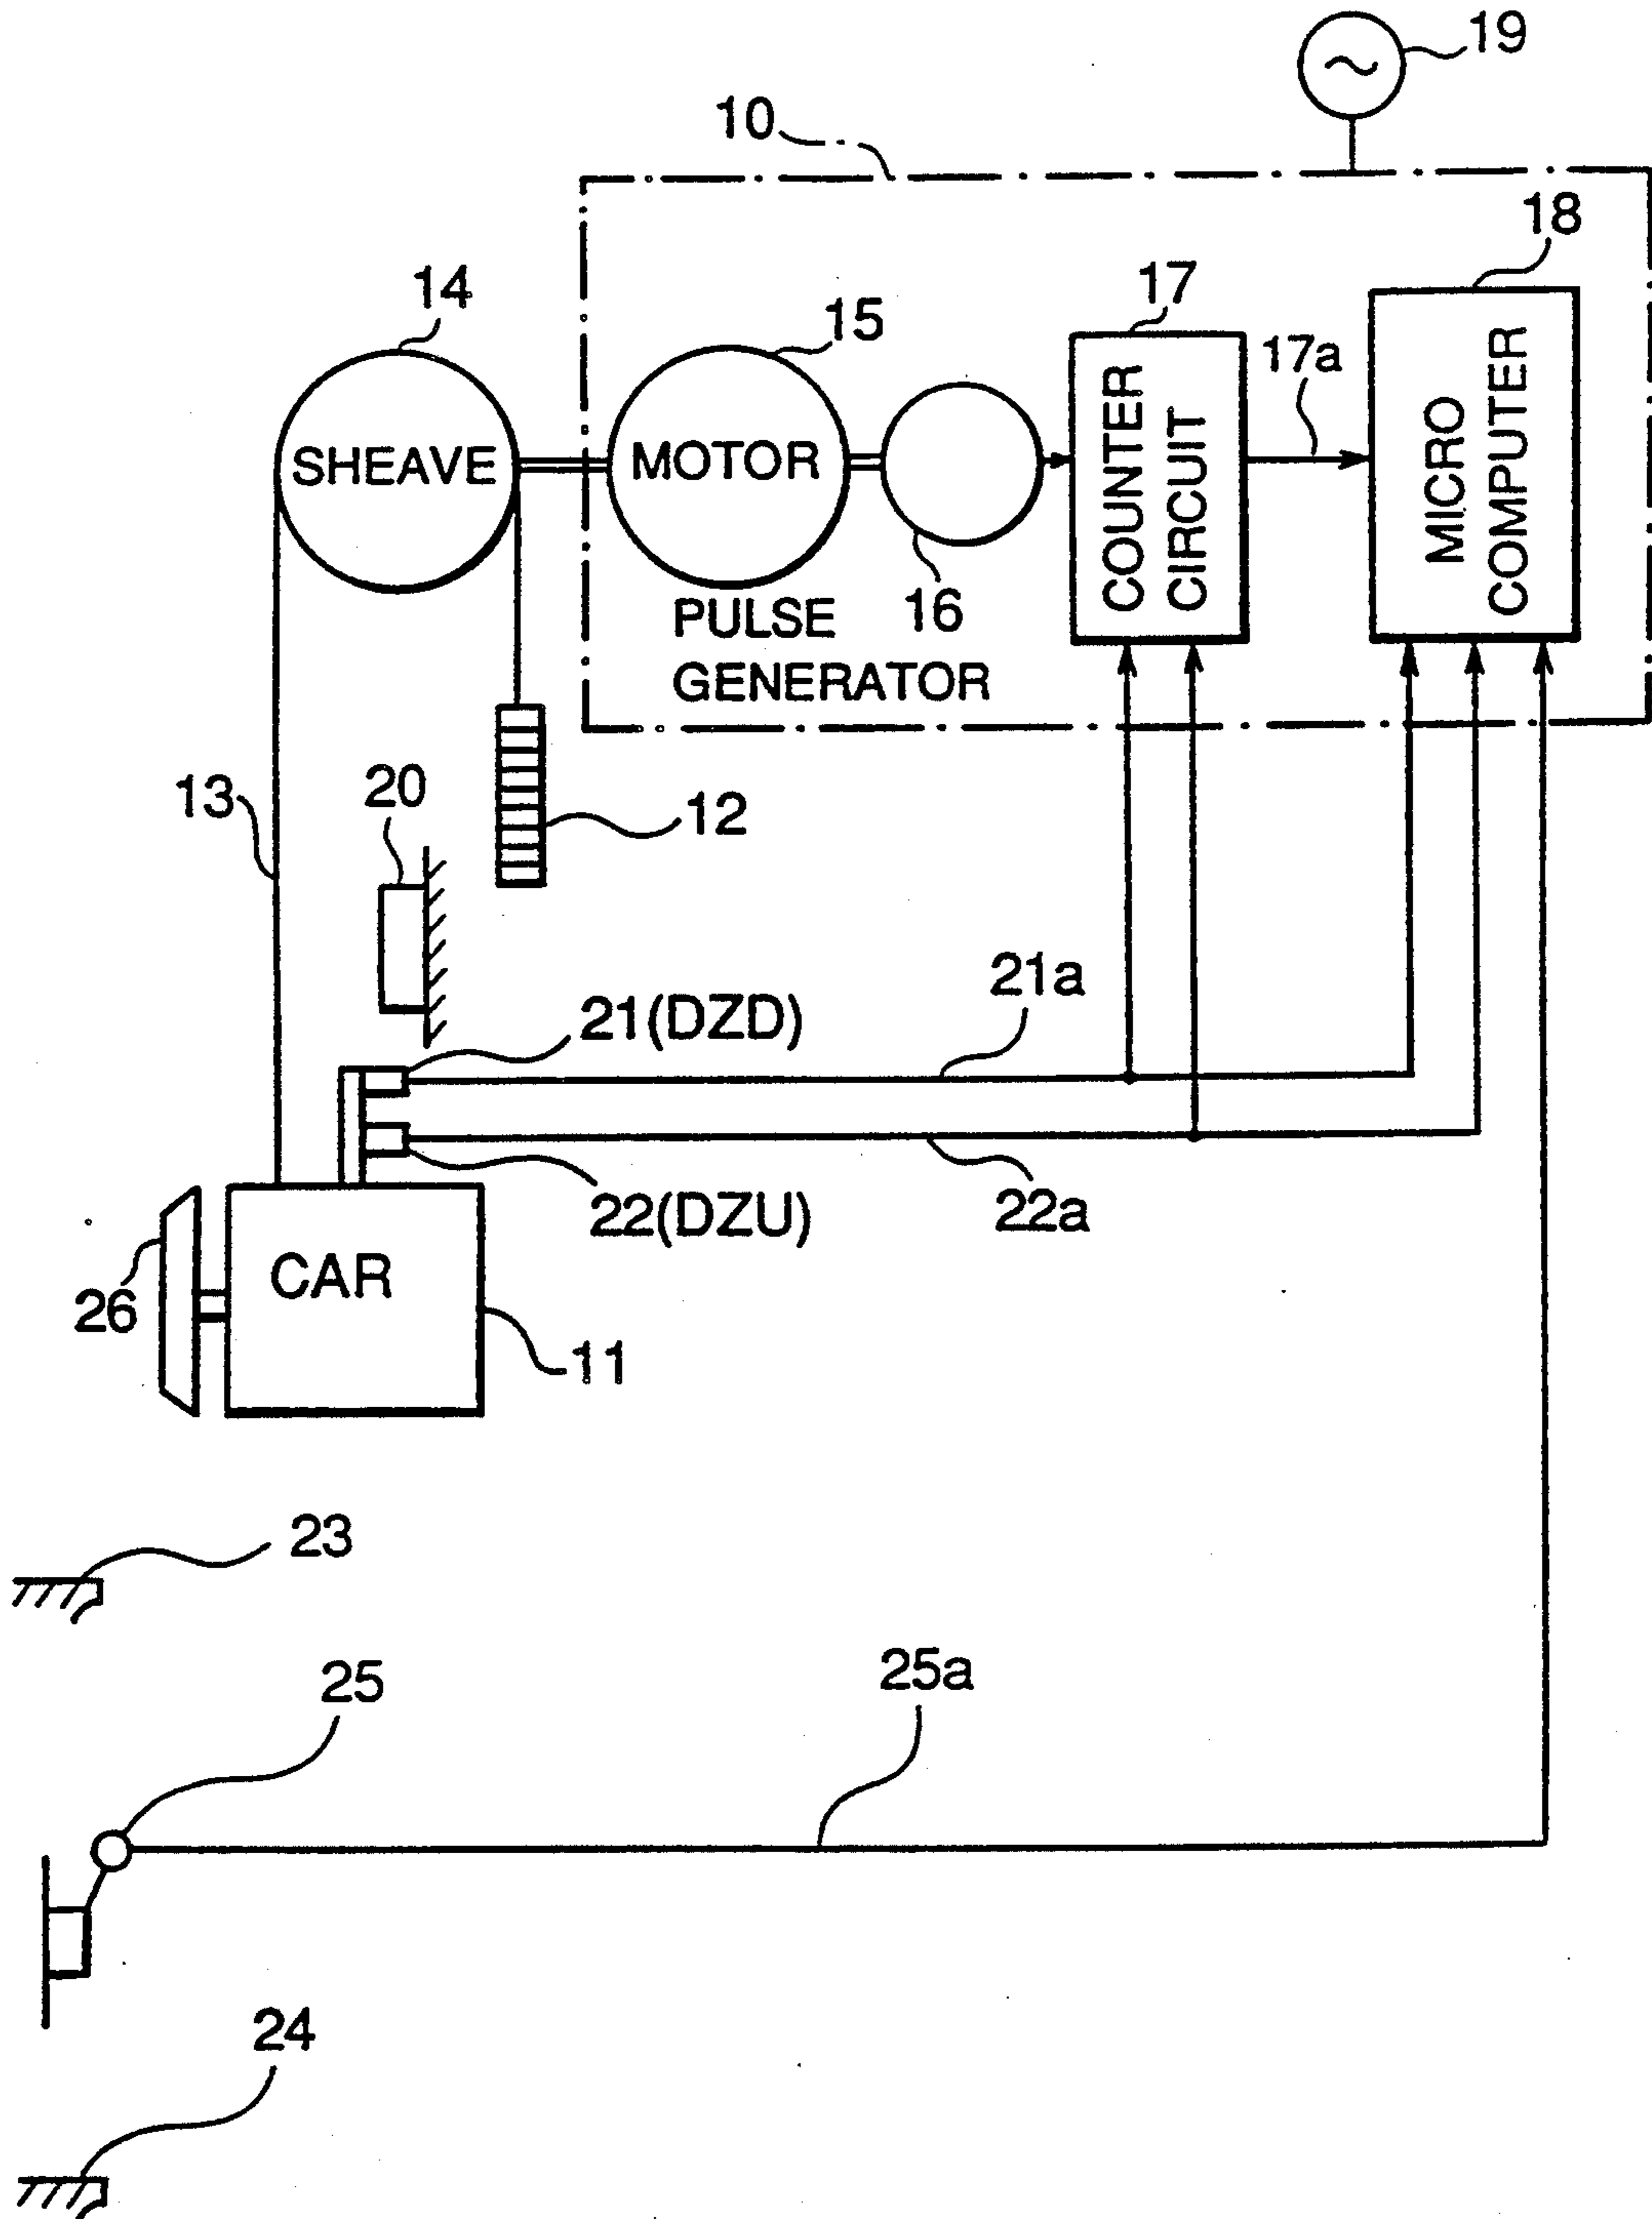 19
10
18
14
15
17
17a
SHEAVE
MOTOR
COUNTER
CIRCUIT
MICRO
COMPUTER
16
PULSE
GENERATOR
13
20
12
21(DZD)
21a
22(DZU)
22a
26
CAR
11
23
25
25a
24